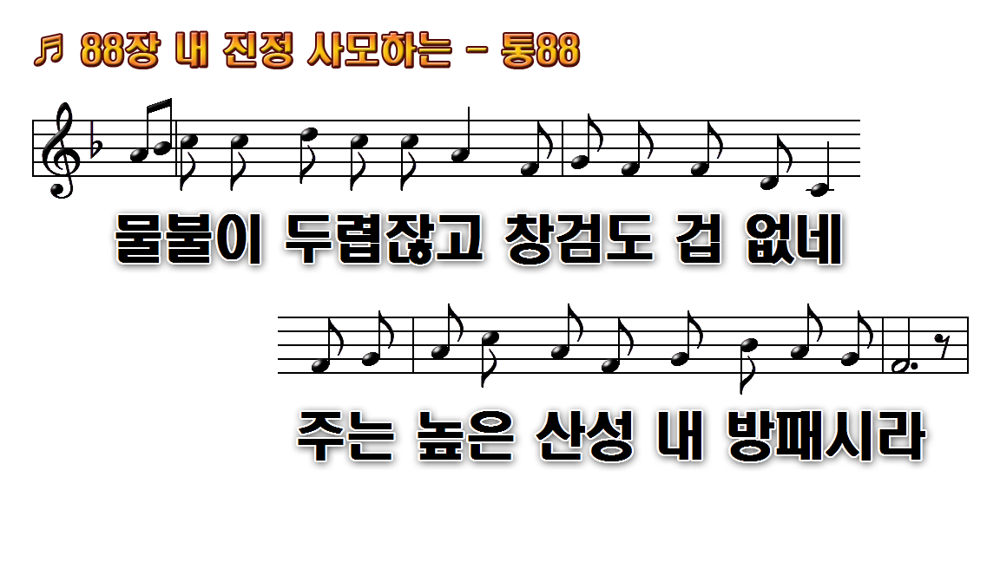 ♬ 88장 내 진정 사모하는 - 통88
물불이 두렵잖고 창검도 겁 없네
주는 높은 산성 내 방패시라